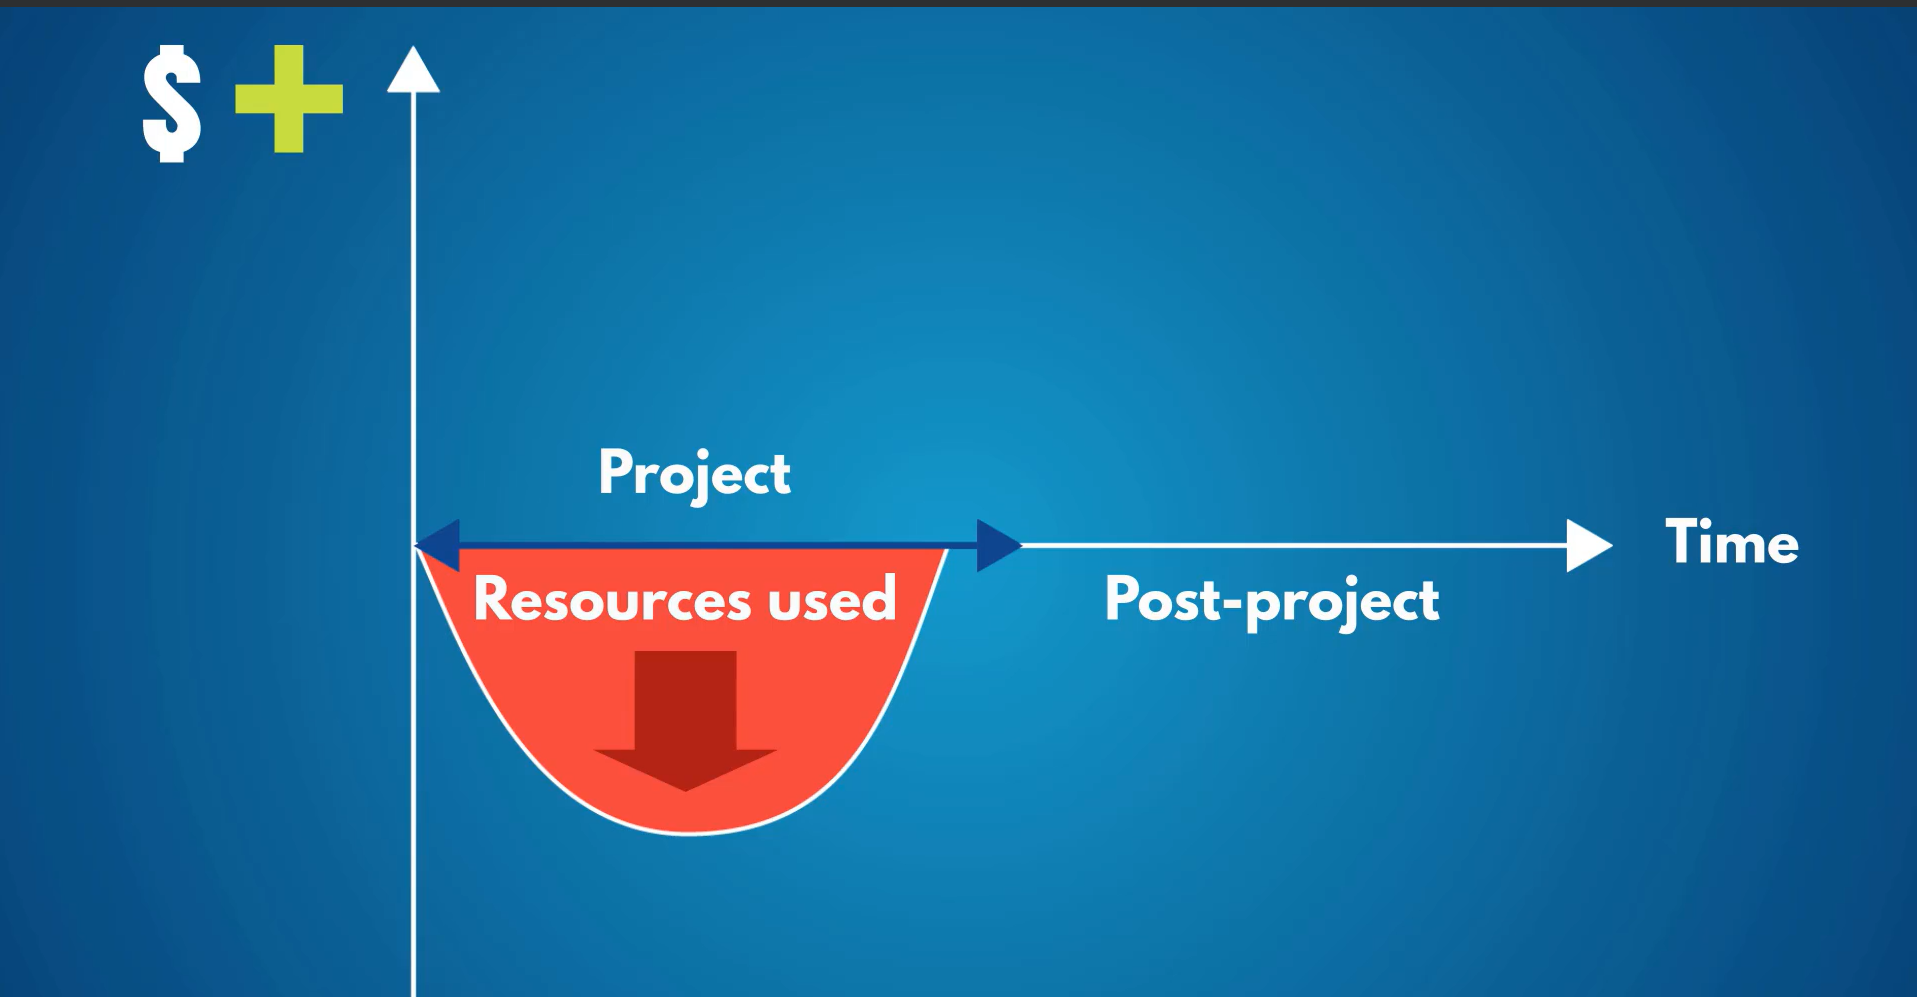 $ +
Project
Time
Resources used
Post-project